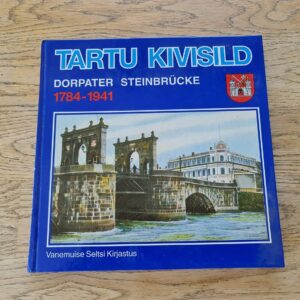 TARTU KIVISILD
DORPATER STEINBRÜCKE
1784-1941
Vanemuise Seltsi Kirjastus